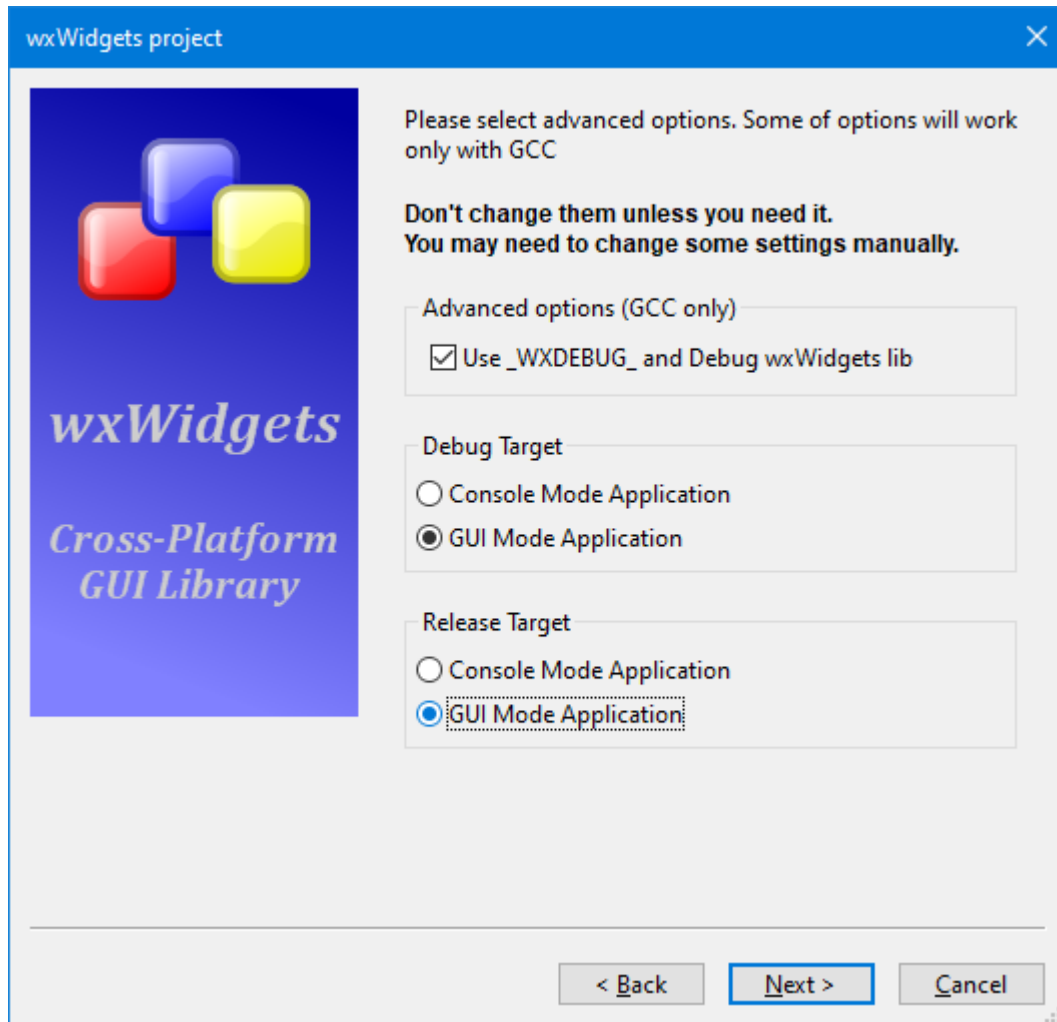 wxWidgets project
wxWidgets
Cross-Platform
GUI Library
Please select advanced options. Some of options will work
only with GCC
Don't change them unless you need it.
You may need to change some settings manually.
Advanced options (GCC only)
Use _WXDEBUG_ and Debug wxWidgets lib
Debug Target
Console Mode Application
GUI Mode Application
Release Target
Console Mode Application
GUI Mode Application
< Back
Next >
Cancel